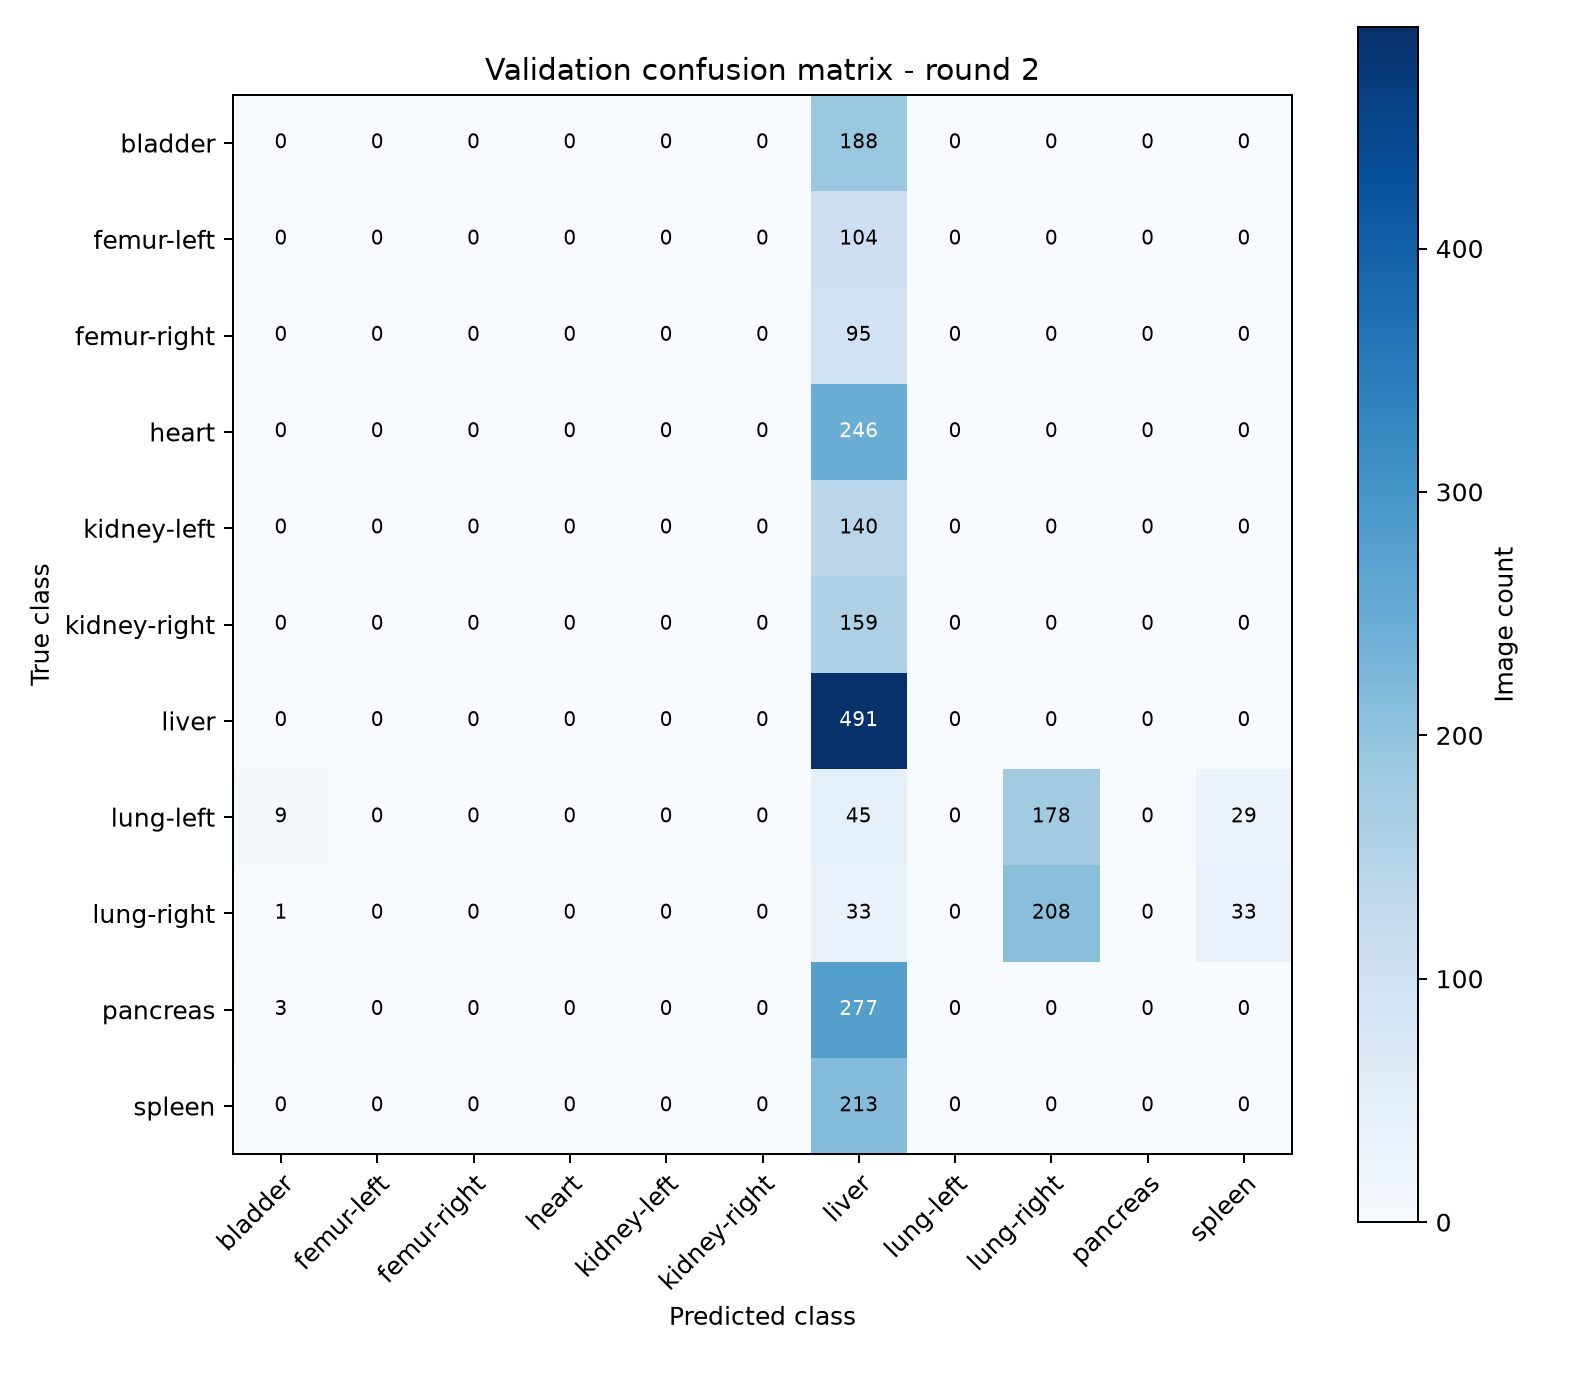 Validation confusion matrix - round 2
bladder 0 0 0 0 0 0 188 0 0 0 0
femur-left 0 0 0 0 0 0 104 0 0 0 0
femur-right 0 0 0 0 0 0 95 0 0 0 0
heart 0 0 0 0 0 0 246 0 0 0 0
kidney-left 0 0 0 0 0 0 140 0 0 0 0
kidney-right 0 0 0 0 0 0 159 0 0 0 0
liver 0 0 0 0 0 0 491 0 0 0 0
lung-left 9 0 0 0 0 0 45 0 178 0 29
lung-right 1 0 0 0 0 0 33 0 208 0 33
pancreas 3 0 0 0 0 0 277 0 0 0 0
spleen 0 0 0 0 0 0 213 0 0 0 0
bladder femur-left femur-right heart kidney-left kidney-right liver lung-left lung-right pancreas spleen
Predicted class
True class
400
300
200
100
0
Image count